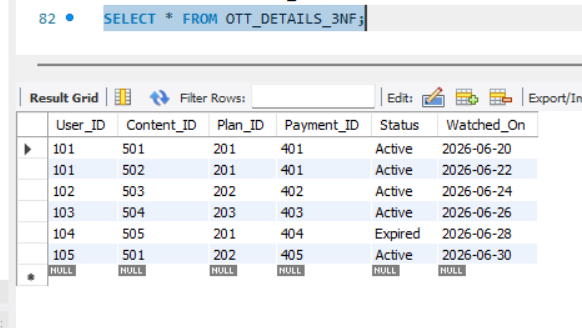 82 SELECT * FROM OTT_DETAILS_3NF;
Result Grid Filter Rows: Edit: Export/Im
User_ID Content_ID Plan_ID Payment_ID Status Watched_On
101 501 201 401 Active 2026-06-20
101 502 201 401 Active 2026-06-22
102 503 202 402 Active 2026-06-24
103 504 203 403 Active 2026-06-26
104 505 201 404 Expired 2026-06-28
105 501 202 405 Active 2026-06-30
NULL NULL NULL NULL NULL NULL